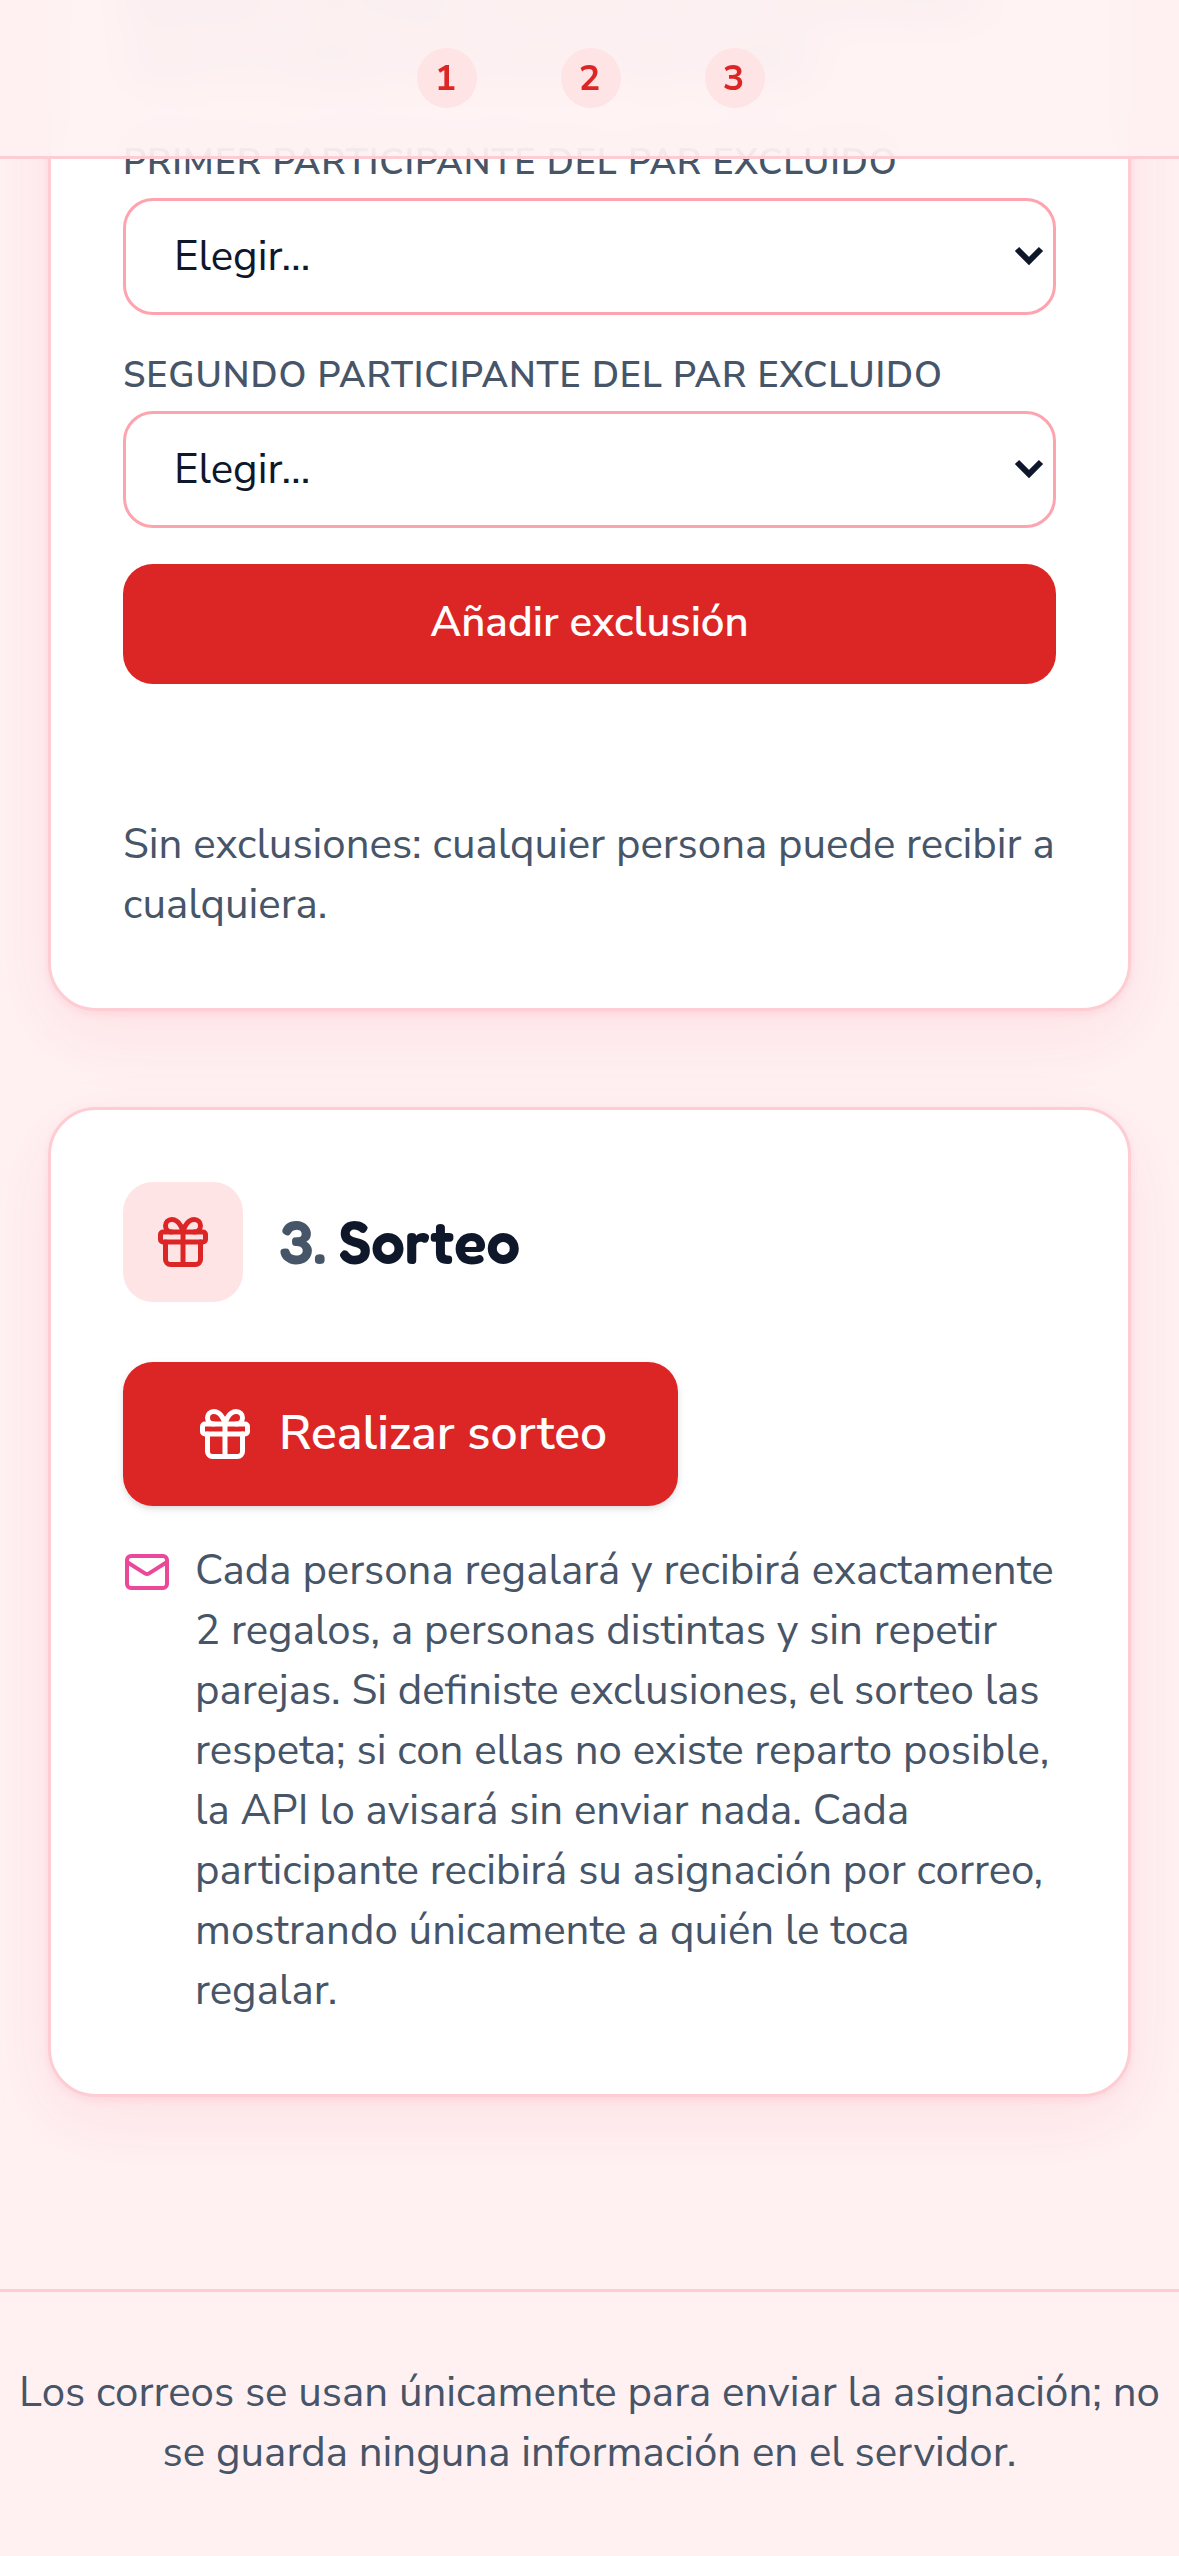 1 2 3
PRIMER PARTICIPANTE DEL PAR EXCLUIDO
Elegir...
SEGUNDO PARTICIPANTE DEL PAR EXCLUIDO
Elegir...
Añadir exclusión
Sin exclusiones: cualquier persona puede recibir a
cualquiera.
3. Sorteo
Realizar sorteo
Cada persona regalará y recibirá exactamente
2 regalos, a personas distintas y sin repetir
parejas. Si definiste exclusiones, el sorteo las
respeta; si con ellas no existe reparto posible,
la API lo avisará sin enviar nada. Cada
participante recibirá su asignación por correo,
mostrando únicamente a quién le toca
regalar.
Los correos se usan únicamente para enviar la asignación; no
se guarda ninguna información en el servidor.